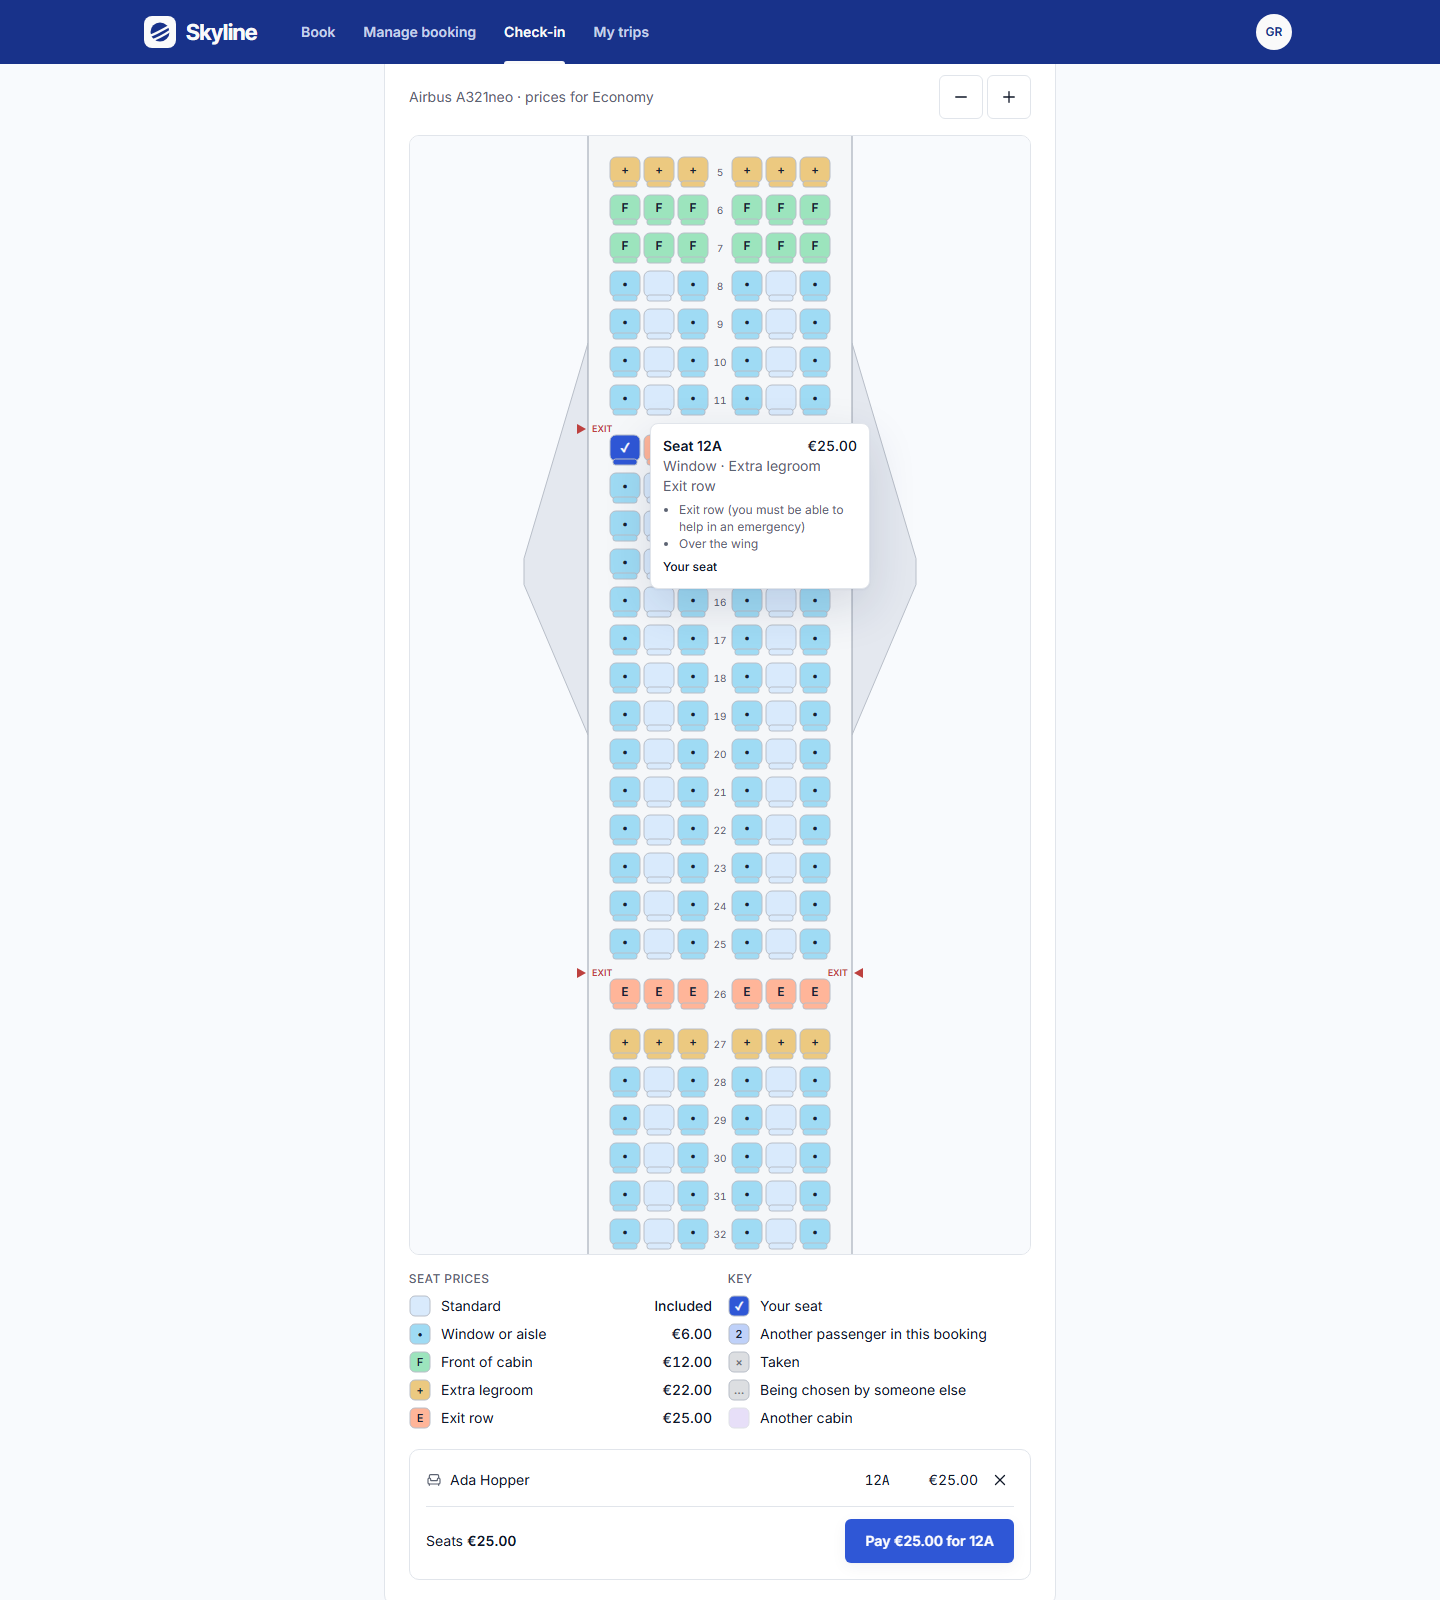 Skyline Book Manage booking Check-in My trips GR
Airbus A321neo · prices for Economy − +
+ + + 5 + + +
F F F 6 F F F
F F F 7 F F F
• • 8 • •
• • 9 • •
• • 10 • •
• • 11 • •
EXIT
✓
Seat 12A €25.00
Window · Extra legroom
Exit row
• Exit row (you must be able to
help in an emergency)
• Over the wing
Your seat
•
•
•
• • 16 • •
• • 17 • •
• • 18 • •
• • 19 • •
• • 20 • •
• • 21 • •
• • 22 • •
• • 23 • •
• • 24 • •
• • 25 • •
EXIT EXIT
E E E 26 E E E
+ + + 27 + + +
• • 28 • •
• • 29 • •
• • 30 • •
• • 31 • •
• • 32 • •
SEAT PRICES
Standard Included
• Window or aisle €6.00
F Front of cabin €12.00
+ Extra legroom €22.00
E Exit row €25.00
KEY
✓ Your seat
2 Another passenger in this booking
× Taken
… Being chosen by someone else
Another cabin
Ada Hopper 12A €25.00 ×
Seats €25.00
Pay €25.00 for 12A